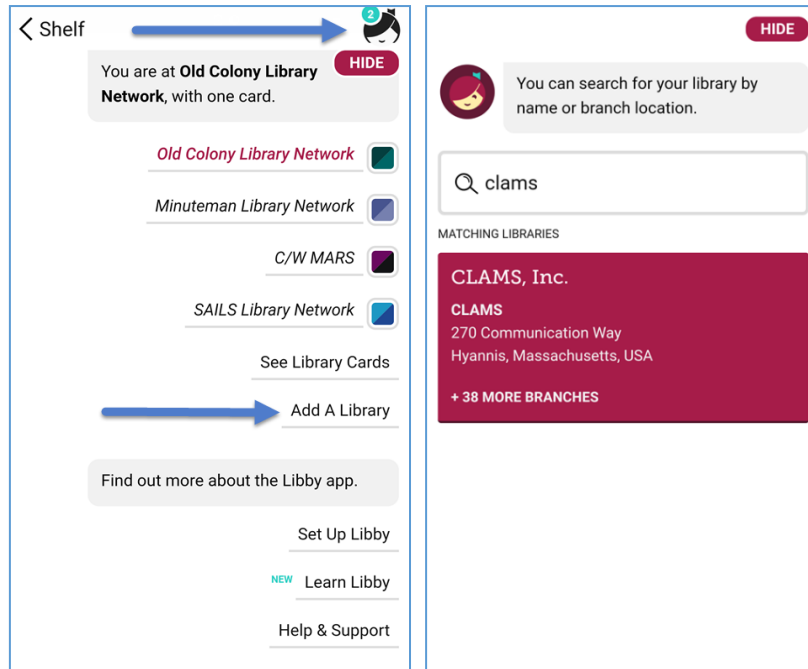 Shelf
2
HIDE
You are at Old Colony Library
Network, with one card.
Old Colony Library Network
Minuteman Library Network
C/W MARS
SAILS Library Network
See Library Cards
Add A Library
Find out more about the Libby app.
Set Up Libby
NEW Learn Libby
Help & Support
HIDE
You can search for your library by
name or branch location.
clams
MATCHING LIBRARIES
CLAMS, Inc.
CLAMS
270 Communication Way
Hyannis, Massachusetts, USA
+ 38 MORE BRANCHES